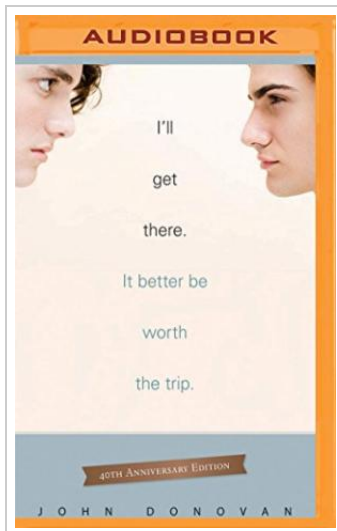 AUDIOBOOK
I'll
get
there.
It better be
worth
the trip.
40TH ANNIVERSARY EDITION
JOHN DONOVAN